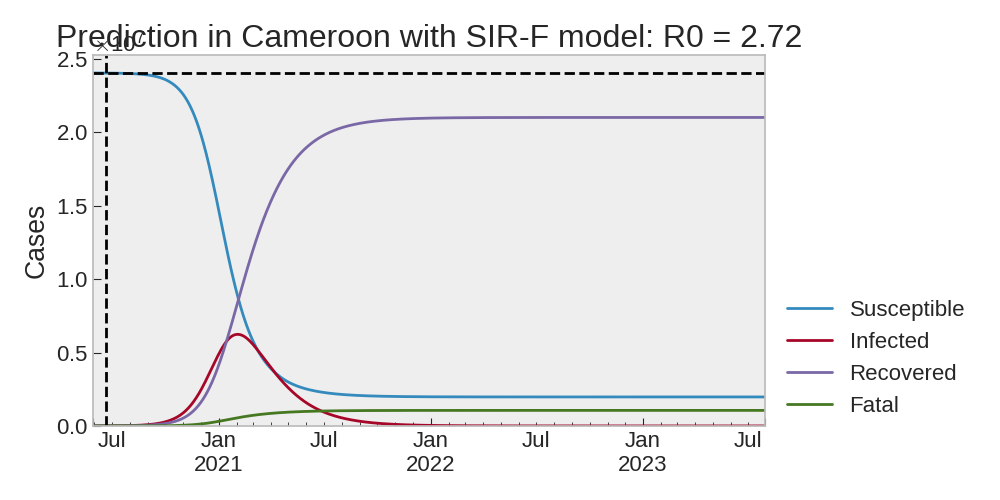 Prediction in Cameroon with SIR-F model: R0 = 2.72
×10⁷
2.5
2.0
1.5
1.0
0.5
0.0
Cases
Jul Jan Jul Jan Jul Jan Jul
2021 2022 2023
Susceptible
Infected
Recovered
Fatal